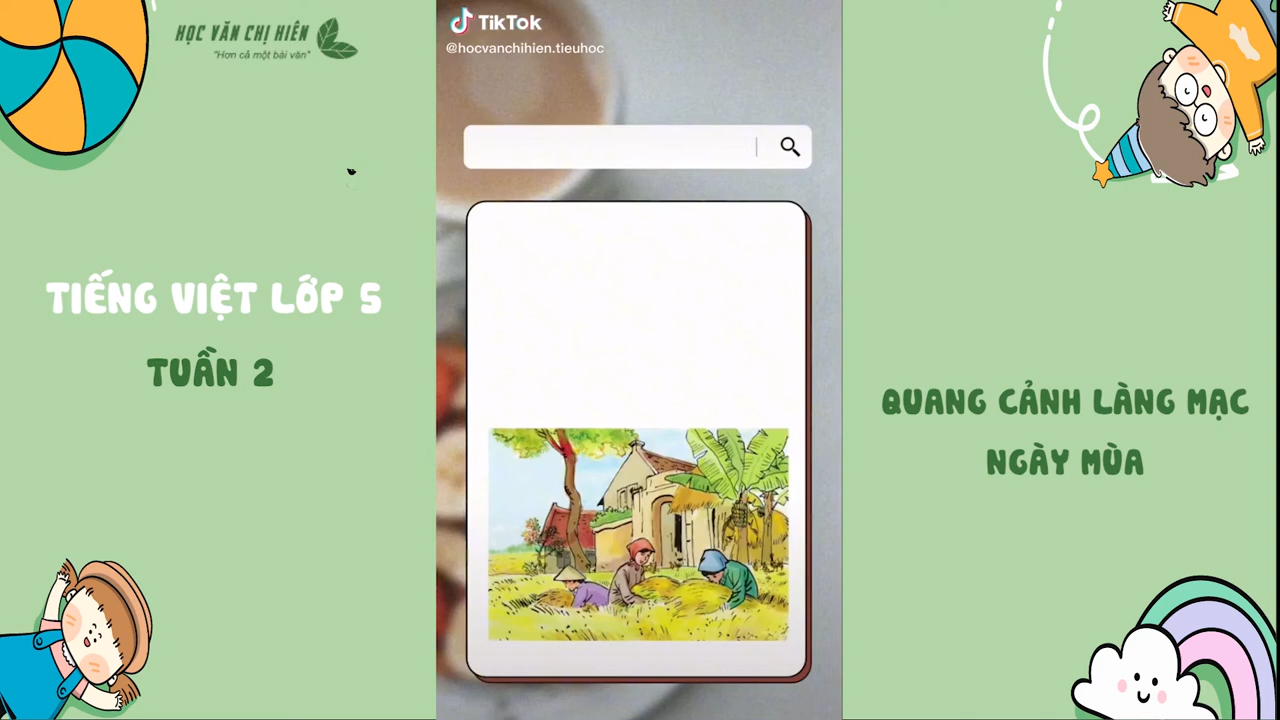 HỌC VĂN CHỊ HIÊN
"Hơn cả một bài văn"
TikTok
@hocvanchihien.tieuhoc
TIẾNG VIỆT LỚP 5
TUẦN 2
QUANG CẢNH LÀNG MẠC
NGÀY MÙA